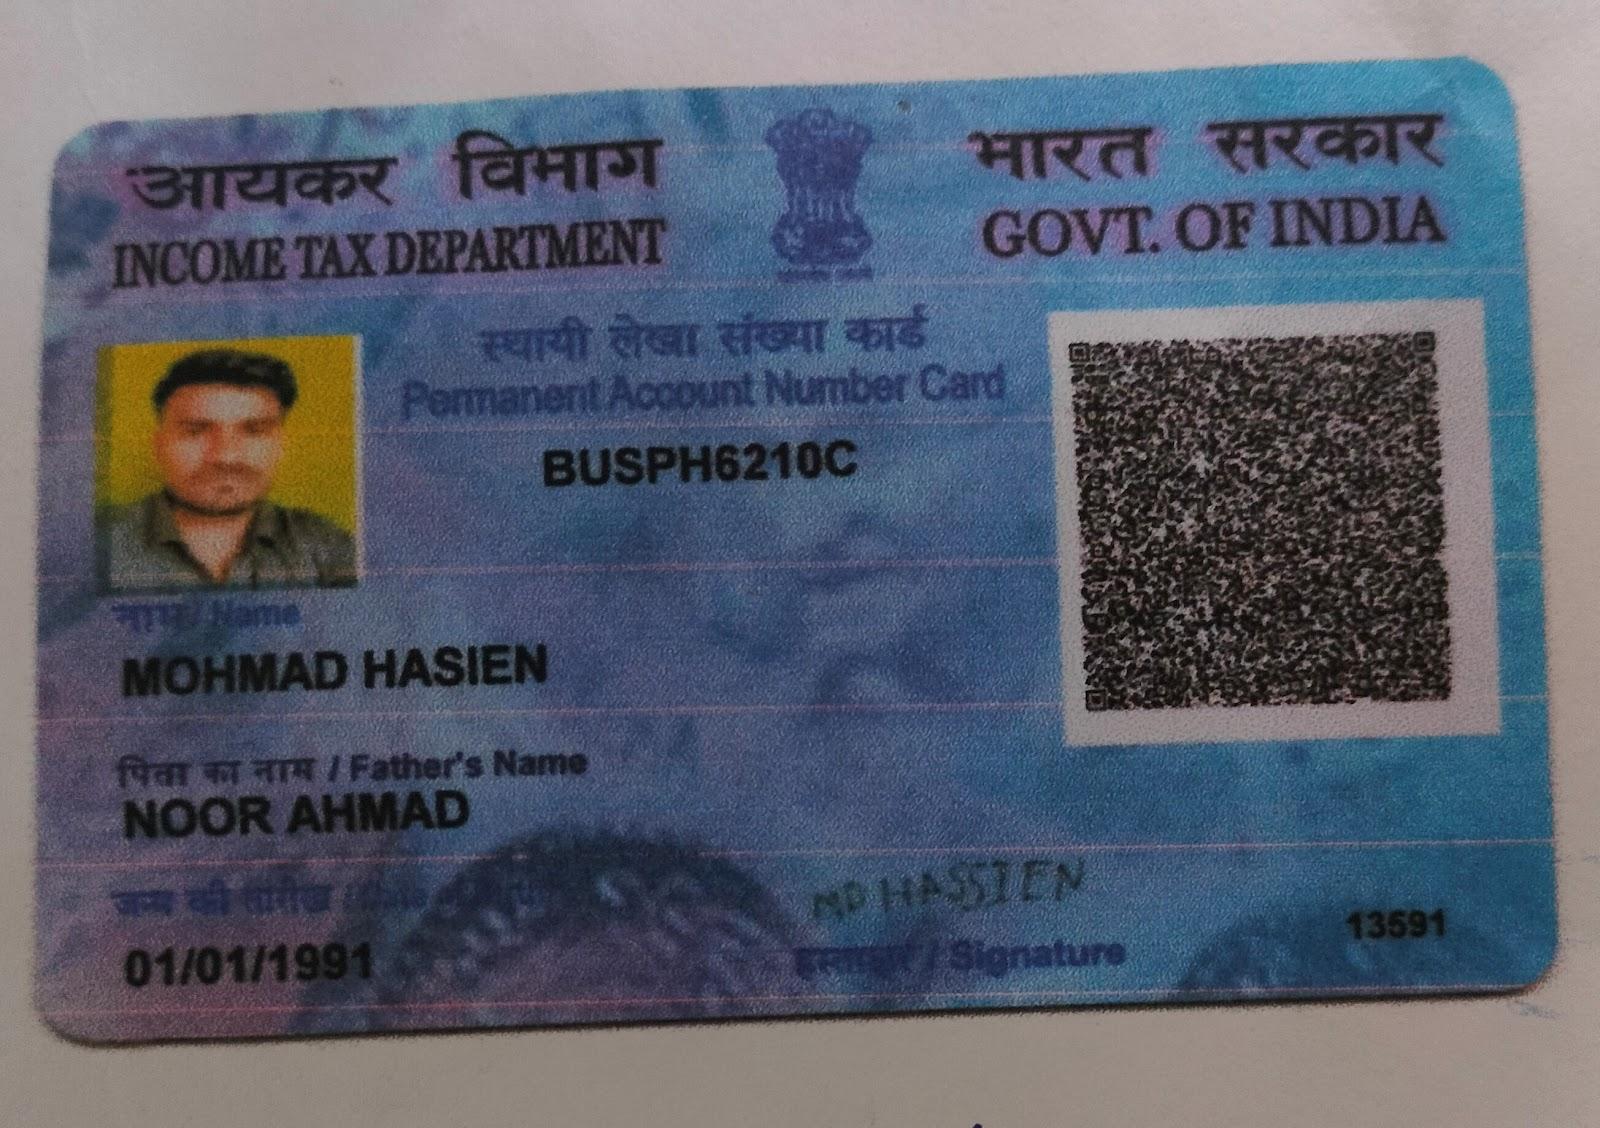 आयकर विभाग
INCOME TAX DEPARTMENT
भारत सरकार
GOVT. OF INDIA
स्थायी लेखा संख्या कार्ड
Permanent Account Number Card
BUSPH6210C
नाम / Name
MOHMAD HASIEN
पिता का नाम / Father's Name
NOOR AHMAD
जन्म की तारीख /
01/01/1991
MD HASSIEN
हस्ताक्षर / Signature
13591